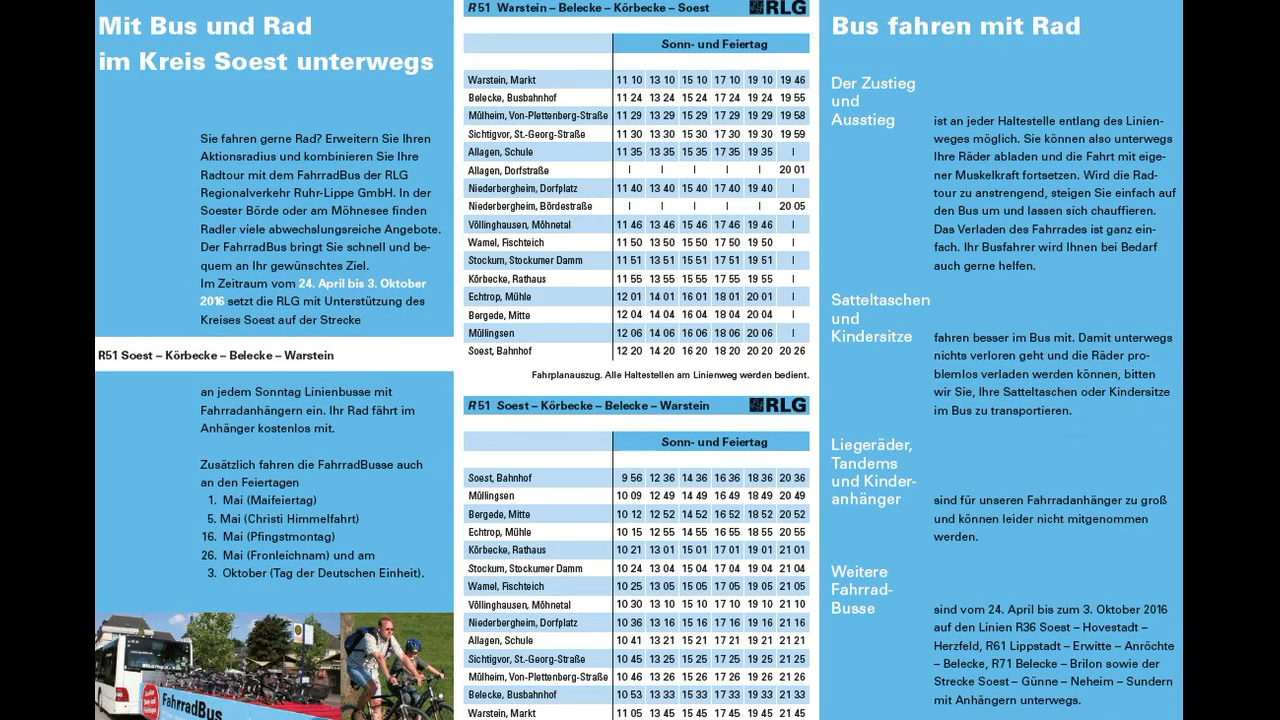 Mit Bus und Rad
im Kreis Soest unterwegs
Sie fahren gerne Rad? Erweitern Sie Ihren
Aktionsradius und kombinieren Sie Ihre
Radtour mit dem FahrradBus der RLG
Regionalverkehr Ruhr-Lippe GmbH. In der
Soester Börde oder am Möhnesee finden
Radler viele abwechslungsreiche Angebote.
Der FahrradBus bringt Sie schnell und be-
quem an Ihr gewünschtes Ziel.
Im Zeitraum vom 24. April bis 3. Oktober
2016 setzt die RLG mit Unterstützung des
Kreises Soest auf der Strecke
R51 Soest – Körbecke – Belecke – Warstein
an jedem Sonntag Linienbusse mit
Fahrradanhängern ein. Ihr Rad fährt im
Anhänger kostenlos mit.
Zusätzlich fahren die FahrradBusse auch
an den Feiertagen
1. Mai (Maifeiertag)
5. Mai (Christi Himmelfahrt)
16. Mai (Pfingstmontag)
26. Mai (Fronleichnam) und am
3. Oktober (Tag der Deutschen Einheit).
FahrradBus
R51 Warstein – Belecke – Körbecke – Soest RLG
Sonn- und Feiertag
Warstein, Markt 11 10 13 10 15 10 17 10 19 10 19 46
Belecke, Busbahnhof 11 24 13 24 15 24 17 24 19 24 19 55
Mülheim, Von-Plettenberg-Straße 11 29 13 29 15 29 17 29 19 29 19 58
Sichtigvor, St.-Georg-Straße 11 30 13 30 15 30 17 30 19 30 19 59
Allagen, Schule 11 35 13 35 15 35 17 35 19 35 |
Allagen, Dorfstraße | | | | | 20 01
Niederbergheim, Dorfplatz 11 40 13 40 15 40 17 40 19 40 |
Niederbergheim, Bördestraße | | | | | 20 05
Völlinghausen, Möhnetal 11 46 13 46 15 46 17 46 19 46 |
Wamel, Fischteich 11 50 13 50 15 50 17 50 19 50 |
Stockum, Stockumer Damm 11 51 13 51 15 51 17 51 19 51 |
Körbecke, Rathaus 11 55 13 55 15 55 17 55 19 55 |
Echtrop, Mühle 12 01 14 01 16 01 18 01 20 01 |
Bergede, Mitte 12 04 14 04 16 04 18 04 20 04 |
Müllingsen 12 06 14 06 16 06 18 06 20 06 |
Soest, Bahnhof 12 20 14 20 16 20 18 20 20 20 20 26
Fahrplanauszug. Alle Haltestellen am Linienweg werden bedient.
R51 Soest – Körbecke – Belecke – Warstein RLG
Sonn- und Feiertag
Soest, Bahnhof 9 56 12 36 14 36 16 36 18 36 20 36
Müllingsen 10 09 12 49 14 49 16 49 18 49 20 49
Bergede, Mitte 10 12 12 52 14 52 16 52 18 52 20 52
Echtrop, Mühle 10 15 12 55 14 55 16 55 18 55 20 55
Körbecke, Rathaus 10 21 13 01 15 01 17 01 19 01 21 01
Stockum, Stockumer Damm 10 24 13 04 15 04 17 04 19 04 21 04
Wamel, Fischteich 10 25 13 05 15 05 17 05 19 05 21 05
Völlinghausen, Möhnetal 10 30 13 10 15 10 17 10 19 10 21 10
Niederbergheim, Dorfplatz 10 36 13 16 15 16 17 16 19 16 21 16
Allagen, Schule 10 41 13 21 15 21 17 21 19 21 21 21
Sichtigvor, St.-Georg-Straße 10 45 13 25 15 25 17 25 19 25 21 25
Mülheim, Von-Plettenberg-Straße 10 46 13 26 15 26 17 26 19 26 21 26
Belecke, Busbahnhof 10 53 13 33 15 33 17 33 19 33 21 33
Warstein, Markt 11 05 13 45 15 45 17 45 19 45 21 45
Bus fahren mit Rad
Der Zustieg
und
Ausstieg
ist an jeder Haltestelle entlang des Linien-
weges möglich. Sie können also unterwegs
Ihre Räder abladen und die Fahrt mit eige-
ner Muskelkraft fortsetzen. Wird die Rad-
tour zu anstrengend, steigen Sie einfach auf
den Bus um und lassen sich chauffieren.
Das Verladen des Fahrrades ist ganz ein-
fach. Ihr Busfahrer wird Ihnen bei Bedarf
auch gerne helfen.
Satteltaschen
und
Kindersitze
fahren besser im Bus mit. Damit unterwegs
nichts verloren geht und die Räder pro-
blemlos verladen werden können, bitten
wir Sie, Ihre Satteltaschen oder Kindersitze
im Bus zu transportieren.
Liegeräder,
Tandems
und Kinder-
anhänger
sind für unseren Fahrradanhänger zu groß
und können leider nicht mitgenommen
werden.
Weitere
Fahrrad-
Busse
sind vom 24. April bis zum 3. Oktober 2016
auf den Linien R36 Soest – Hovestadt –
Herzfeld, R61 Lippstadt – Erwitte – Anröchte
– Belecke, R71 Belecke – Brilon sowie der
Strecke Soest – Günne – Neheim – Sundern
mit Anhängern unterwegs.